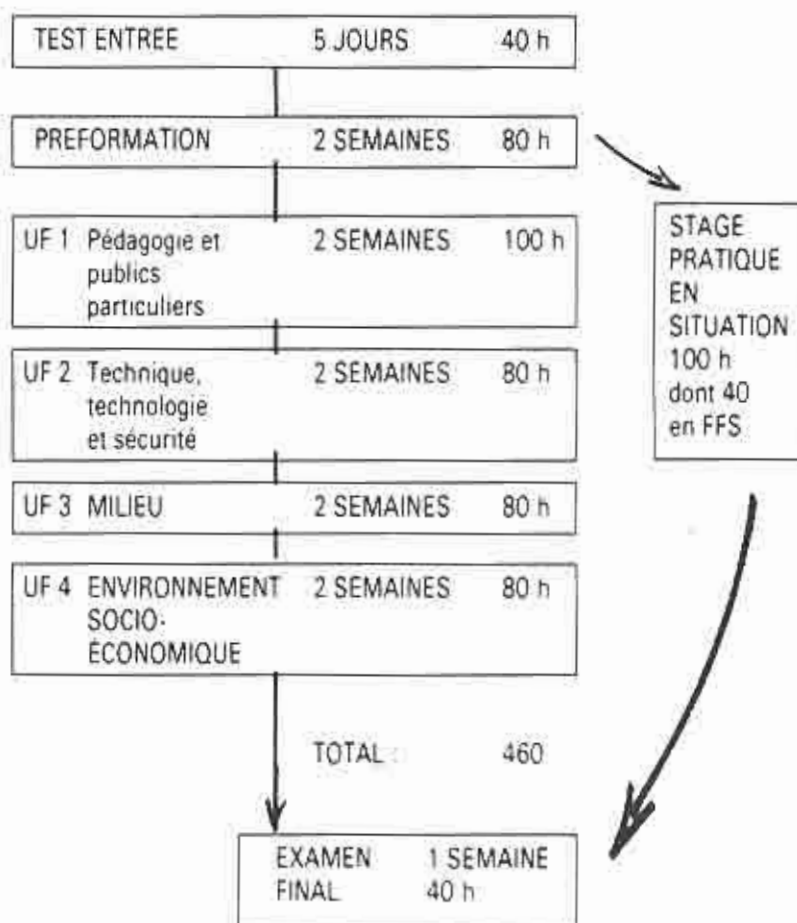 TEST ENTREE 5 JOURS 40 h
PREFORMATION 2 SEMAINES 80 h
UF 1 Pédagogie et 2 SEMAINES 100 h
publics
particuliers
UF 2 Technique, 2 SEMAINES 80 h
technologie
et sécurité
UF 3 MILIEU 2 SEMAINES 80 h
UF 4 ENVIRONNEMENT 2 SEMAINES 80 h
SOCIO-
ÉCONOMIQUE
STAGE
PRATIQUE
EN
SITUATION
100 h
dont 40
en FFS
TOTAL : 460
EXAMEN 1 SEMAINE
FINAL 40 h